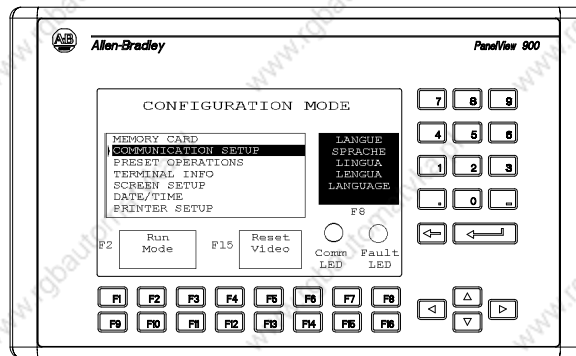 AB Allen-Bradley PanelView 900
CONFIGURATION MODE
MEMORY CARD
COMMUNICATION SETUP
PRESET OPERATIONS
TERMINAL INFO
SCREEN SETUP
DATE/TIME
PRINTER SETUP
LANGUE
SPRACHE
LINGUA
LENGUA
LANGUAGE
F8
F2
Run
Mode
F15
Reset
Video
Comm
LED
Fault
LED
7 8 9
4 5 6
1 2 3
. 0 -
F1 F2 F3 F4 F5 F6 F7 F8
F9 F10 F11 F12 F13 F14 F15 F16